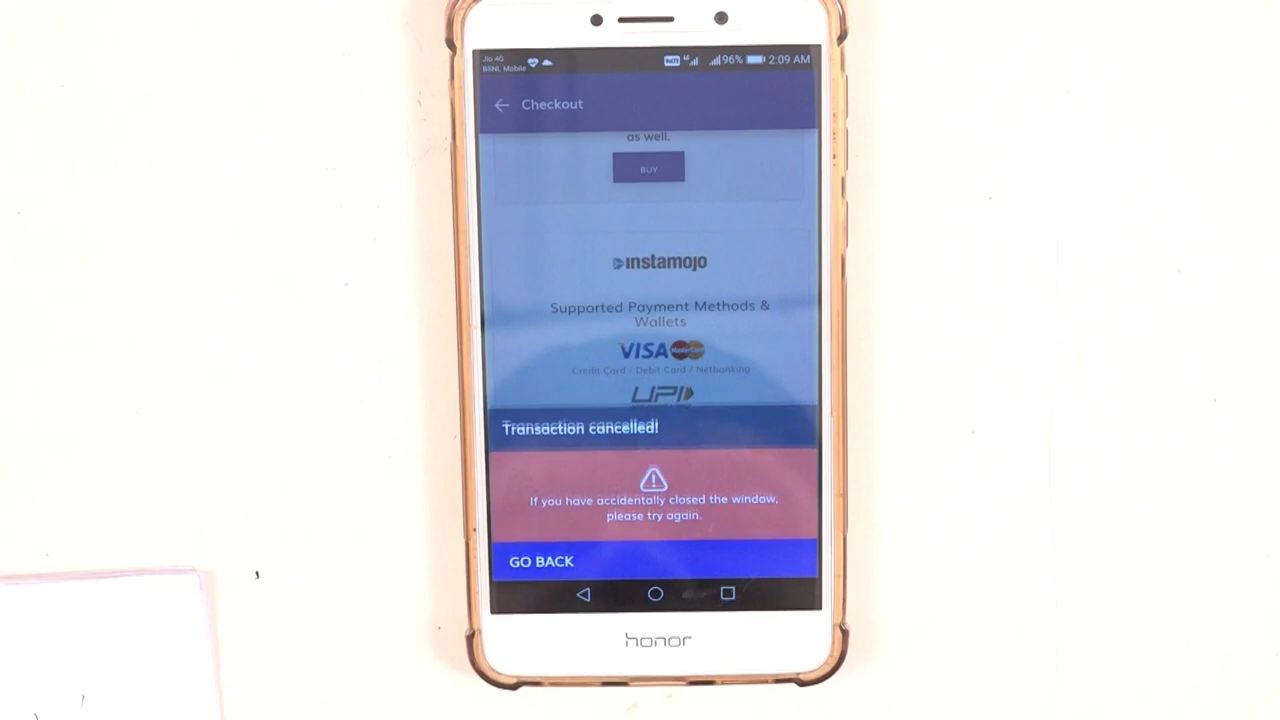 Jio 4G
BSNL Mobile
VoLTE
96%
2:09 AM
Checkout
as well.
BUY
instamojo
Supported Payment Methods &
Wallets
VISA MasterCard
Credit Card / Debit Card / Netbanking
UPI
Transaction cancelled!
If you have accidentally closed the window,
please try again.
GO BACK
honor